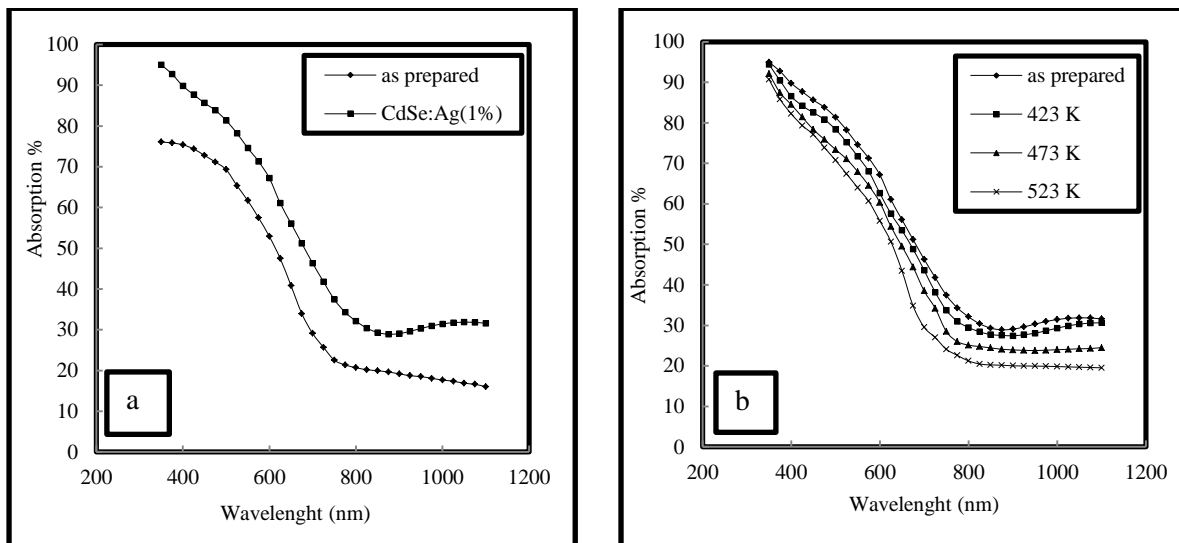 100
90
80
70
60
50
40
30
20
10
0
Absorption %
as prepared
CdSe:Ag(1%)
a
200 400 600 800 1000 1200
Wavelenght (nm)
100
90
80
70
60
50
40
30
20
10
0
Absorption %
as prepared
423 K
473 K
523 K
b
200 400 600 800 1000 1200
Wavelenght (nm)